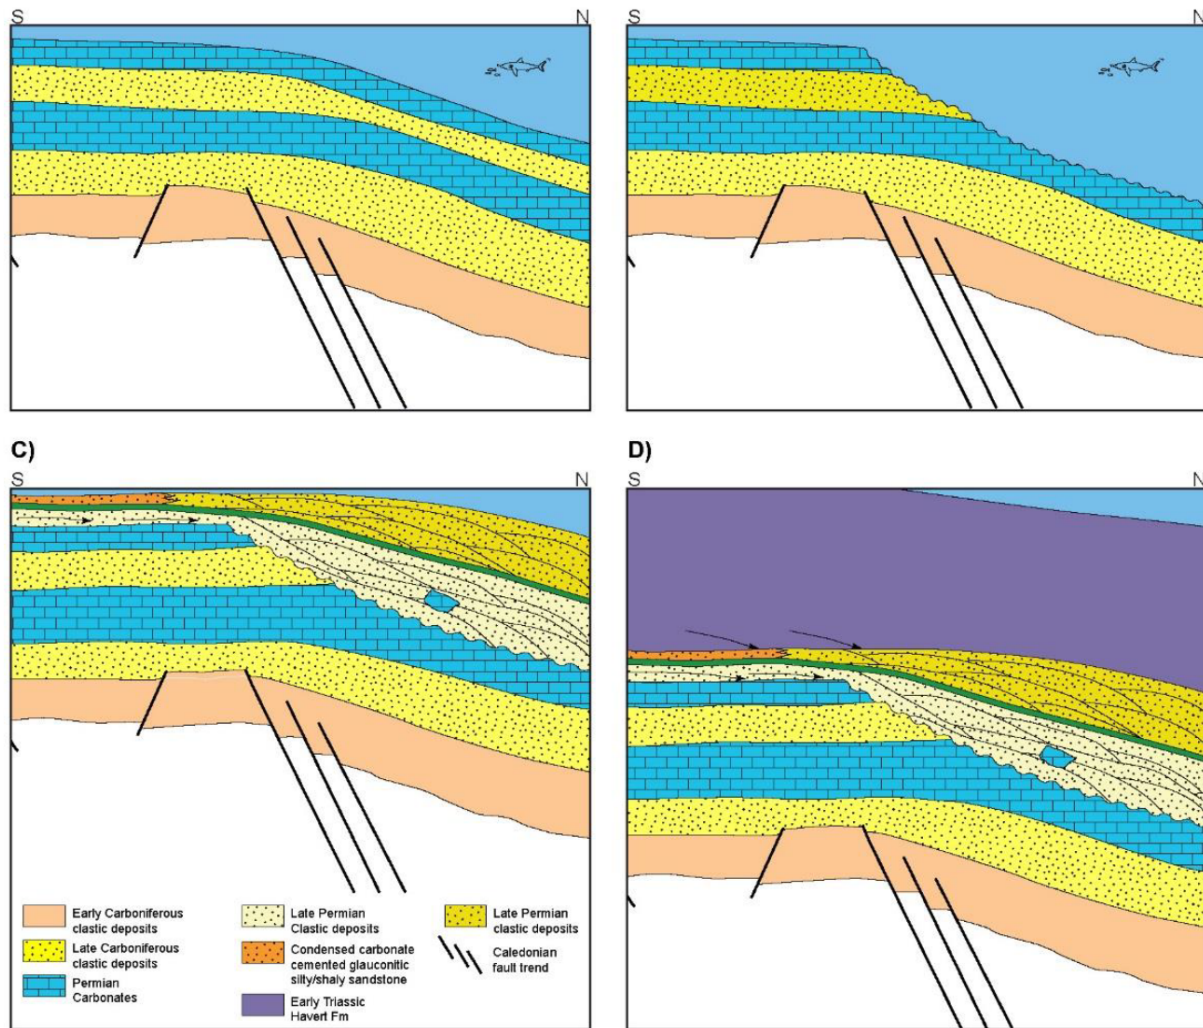 S N
S N
C)
S N
D)
S N
Early Carboniferous
clastic deposits
Late Carboniferous
clastic deposits
Permian
Carbonates
Late Permian
Clastic deposits
Condensed carbonate
cemented glauconitic
silty/shaly sandstone
Early Triassic
Havert Fm
Late Permian
clastic deposits
Caledonian
fault trend